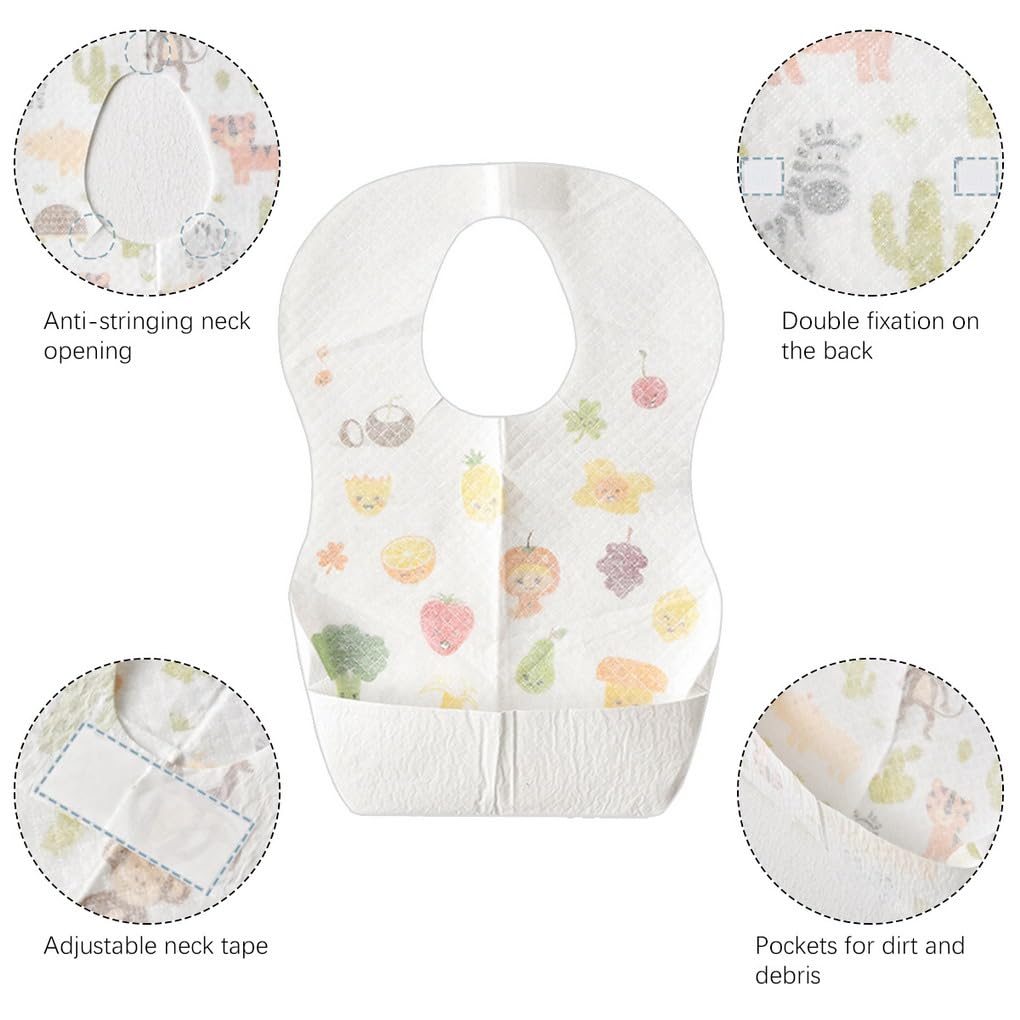 Anti-stringing neck
opening
Double fixation on
the back
Adjustable neck tape
Pockets for dirt and
debris